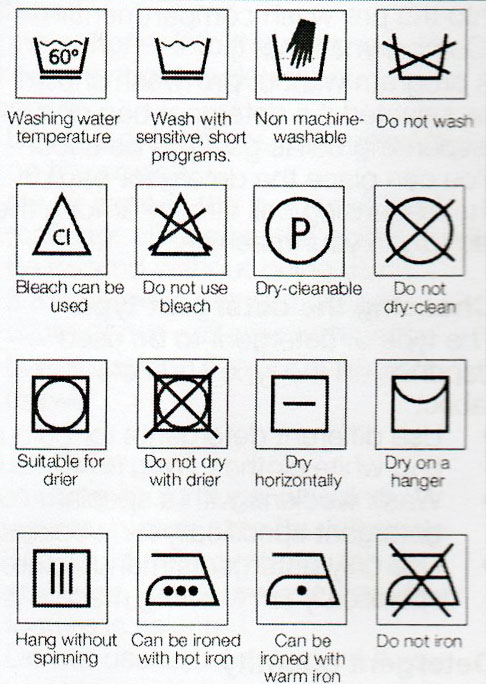 60°
Washing water
temperature
Wash with
sensitive, short
programs.
Non machine-
washable
Do not wash
Cl
Bleach can be
used
Do not use
bleach
P
Dry-cleanable
Do not
dry-clean
Suitable for
drier
Do not dry
with drier
Dry
horizontally
Dry on a
hanger
Hang without
spinning
Can be ironed
with hot iron
Can be
ironed with
warm iron
Do not iron